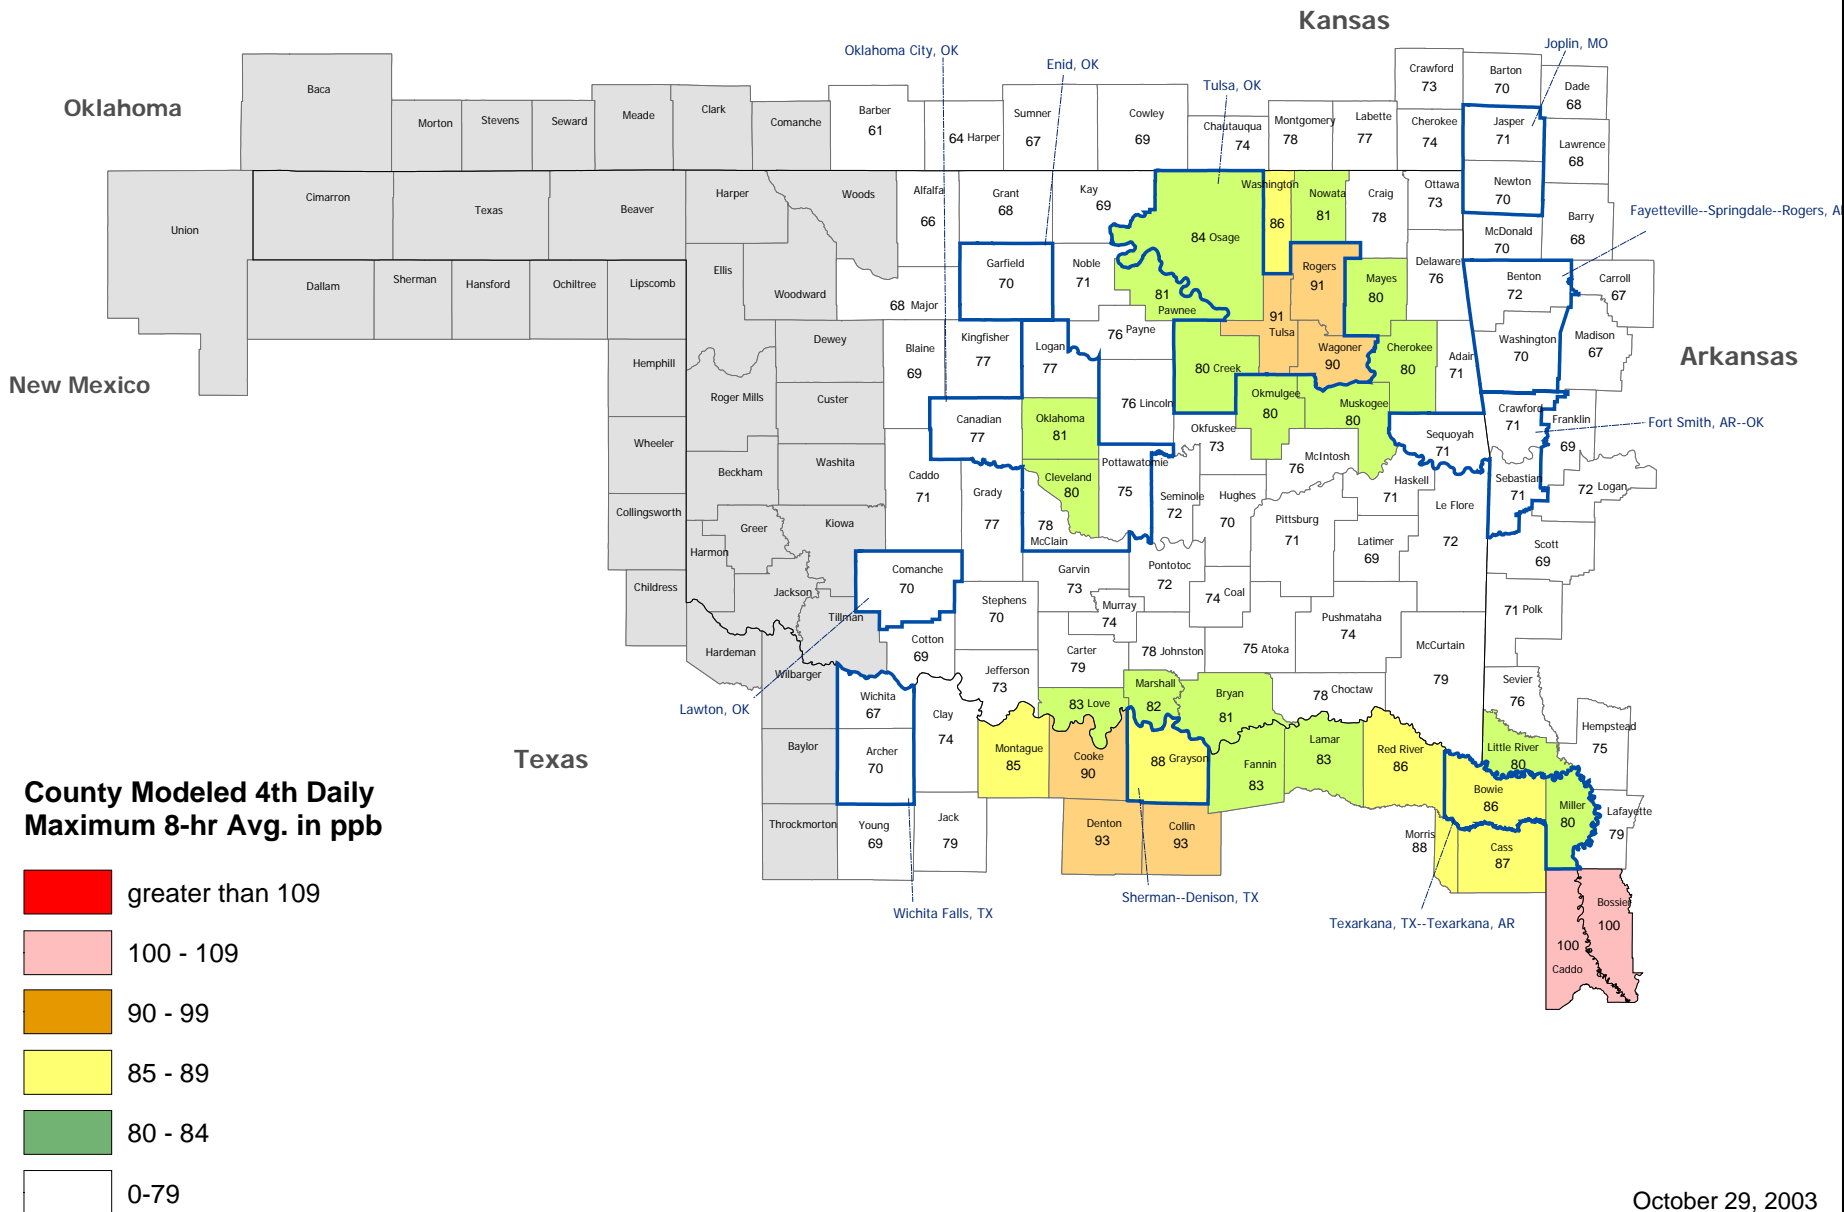 Kansas
Oklahoma City, OK
Joplin, MO
Enid, OK
Tulsa, OK
Oklahoma
Baca
Morton
Stevens
Seward
Meade
Clark
Comanche
Barber
61
64 Harper
Sumner
67
Cowley
69
Chautauqua
74
Montgomery
78
Labette
77
Crawford
73
Cherokee
74
Barton
70
Dade
68
Jasper
71
Lawrence
68
Newton
70
Barry
68
McDonald
70
Fayetteville--Springdale--Rogers, A
Union
Cimarron
Texas
Beaver
Harper
Woods
Alfalfa
66
Grant
68
Kay
69
84 Osage
Washington
86
Nowata
81
Craig
78
Ottawa
73
Delaware
76
Benton
72
Carroll
67
Dallam
Sherman
Hansford
Ochiltree
Lipscomb
Ellis
Woodward
68 Major
Garfield
70
Noble
71
81
Pawnee
Rogers
91
Mayes
80
91
Tulsa
Wagoner
90
Cherokee
80
Adair
71
Washington
70
Madison
67
Arkansas
New Mexico
Hemphill
Dewey
Blaine
69
Kingfisher
77
Logan
77
76 Payne
80 Creek
Roger Mills
Custer
Canadian
77
Oklahoma
81
76 Lincoln
Okmulgee
80
Muskogee
80
Sequoyah
71
Crawford
71
Franklin
69
Fort Smith, AR--OK
Wheeler
Beckham
Washita
Caddo
71
Grady
77
Cleveland
80
Pottawatomie
75
Okfuskee
73
76
McIntosh
Haskell
71
Sebastian
71
72 Logan
Collingsworth
Greer
Kiowa
Harmon
78
McClain
Seminole
72
Hughes
70
Pittsburg
71
Latimer
69
Le Flore
72
Scott
69
Childress
Jackson
Tillman
Comanche
70
Stephens
70
Garvin
73
Murray
74
Pontotoc
72
74 Coal
Pushmataha
74
71 Polk
Hardeman
Wilbarger
Cotton
69
Jefferson
73
Carter
79
78 Johnston
75 Atoka
McCurtain
79
Sevier
76
Lawton, OK
Wichita
67
Clay
74
83 Love
Marshall
82
Bryan
81
78 Choctaw
Hempstead
75
Texas
Baylor
Archer
70
Montague
85
Cooke
90
88 Grayson
Fannin
83
Lamar
83
Red River
86
Little River
80
Bowie
86
Miller
80
Lafayette
79
Throckmorton
Young
69
Jack
79
Denton
93
Collin
93
Morris
88
Cass
87
Wichita Falls, TX
Sherman--Denison, TX
Texarkana, TX--Texarkana, AR
Bossier
100
100
Caddo
County Modeled 4th Daily
Maximum 8-hr Avg. in ppb
greater than 109
100 - 109
90 - 99
85 - 89
80 - 84
0-79
October 29, 2003